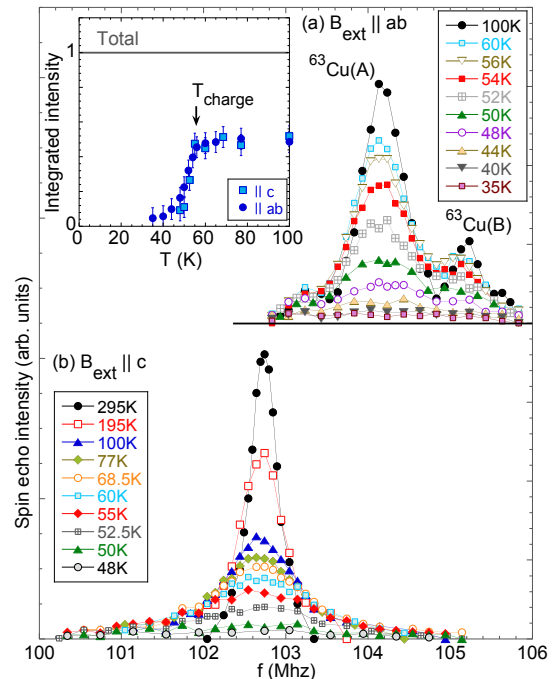 (a) B_ext || ab
^63Cu(A)
^63Cu(B)
100K
60K
56K
54K
52K
50K
48K
44K
40K
35K
Total
T_charge
Integrated intensity
1
0
|| c
|| ab
0 20 40 60 80 100
T (K)
(b) B_ext || c
295K
195K
100K
77K
68.5K
60K
55K
52.5K
50K
48K
Spin echo intensity (arb. units)
100 101 102 103 104 105 106
f (Mhz)